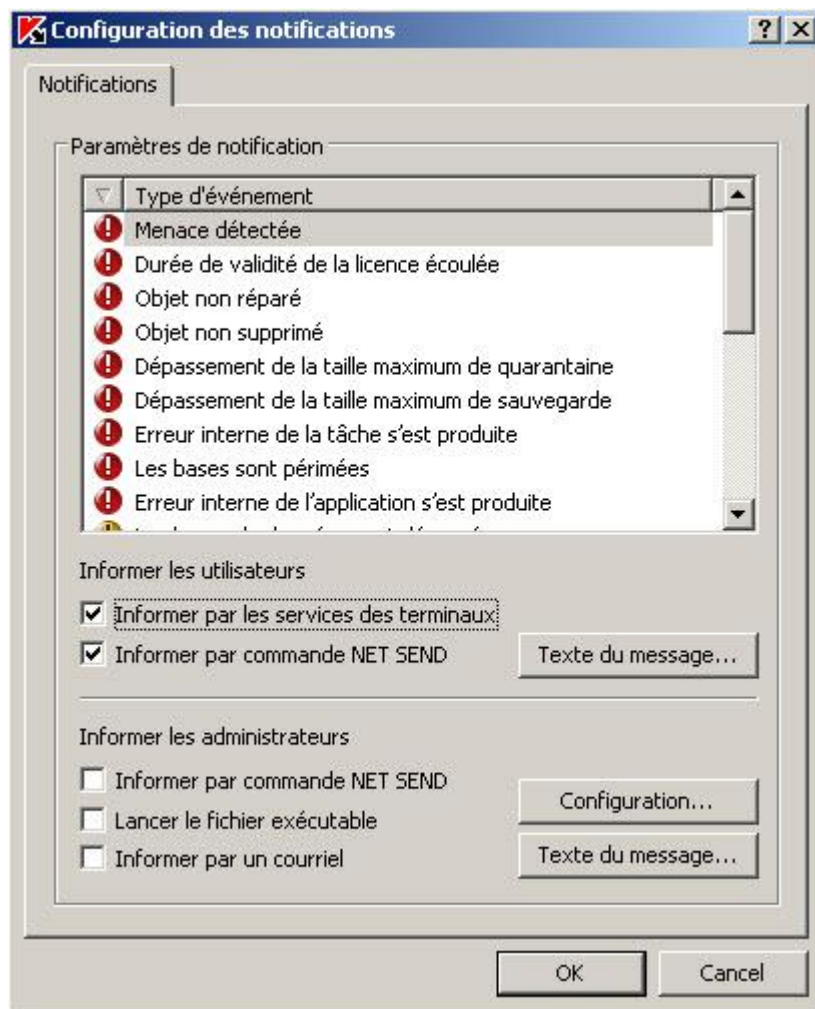 Configuration des notifications
Notifications
Paramètres de notification
Type d'événement
Menace détectée
Durée de validité de la licence écoulée
Objet non réparé
Objet non supprimé
Dépassement de la taille maximum de quarantaine
Dépassement de la taille maximum de sauvegarde
Erreur interne de la tâche s'est produite
Les bases sont périmées
Erreur interne de l'application s'est produite
Informer les utilisateurs
Informer par les services des terminaux
Informer par commande NET SEND
Texte du message...
Informer les administrateurs
Informer par commande NET SEND
Configuration...
Lancer le fichier exécutable
Informer par un courriel
Texte du message...
OK
Cancel